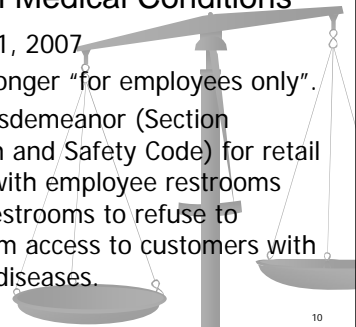 Medical Conditions
1, 2007
onger “for employees only”.
sdemeanor (Section
and Safety Code) for retail
with employee restrooms
estrooms to refuse to
m access to customers with
diseases.
10